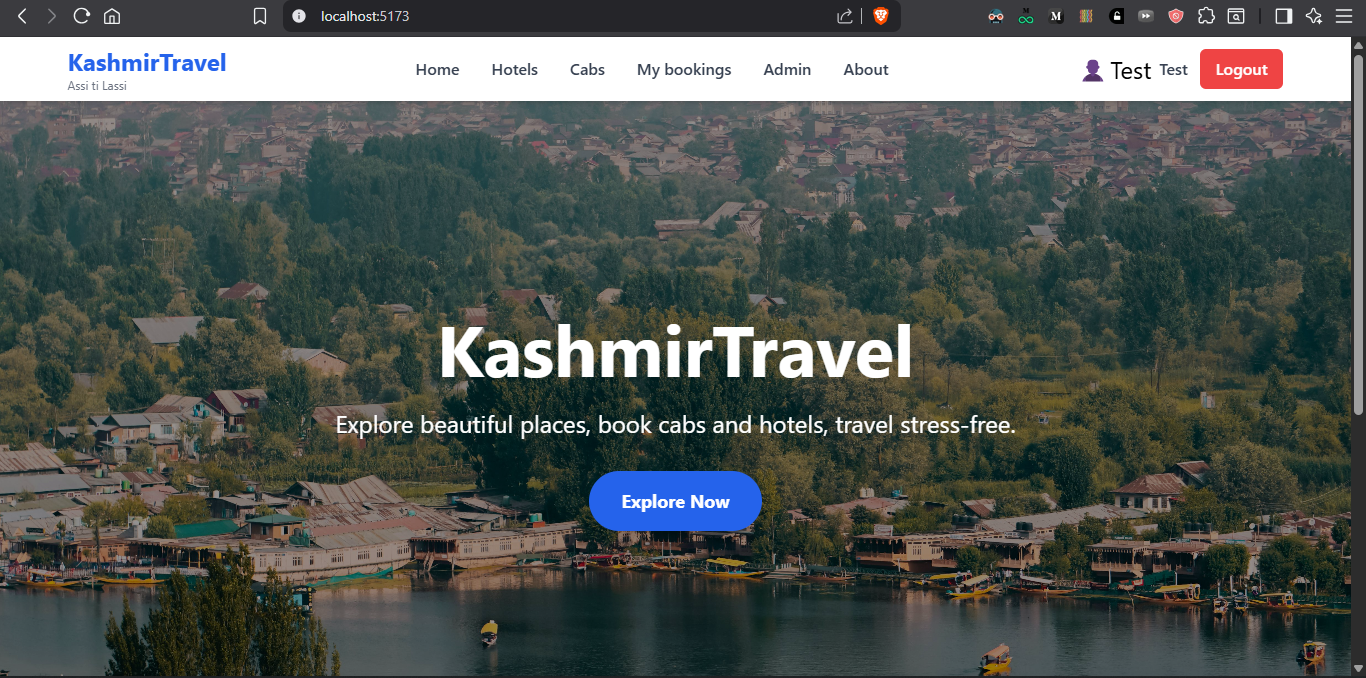 localhost:5173
M
KashmirTravel
Assi ti Lassi
Home Hotels Cabs My bookings Admin About
Test Test Logout
KashmirTravel
Explore beautiful places, book cabs and hotels, travel stress-free.
Explore Now